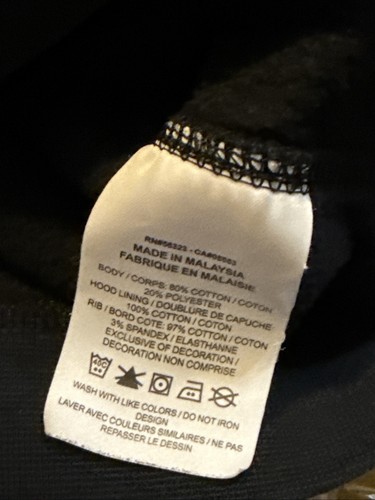 RN#56323 - CA#05553
MADE IN MALAYSIA
FABRIQUE EN MALAISIE
BODY / CORPS: 80% COTTON / COTON
20% POLYESTER
HOOD LINING / DOUBLURE DE CAPUCHE:
100% COTTON / COTON
RIB / BORD COTE: 97% COTTON / COTON
3% SPANDEX / ELASTHANNE
EXCLUSIVE OF DECORATION /
DECORATION NON COMPRISE
WASH WITH LIKE COLORS / DO NOT IRON
DESIGN
LAVER AVEC COULEURS SIMILAIRES / NE PAS
REPASSER LE DESSIN